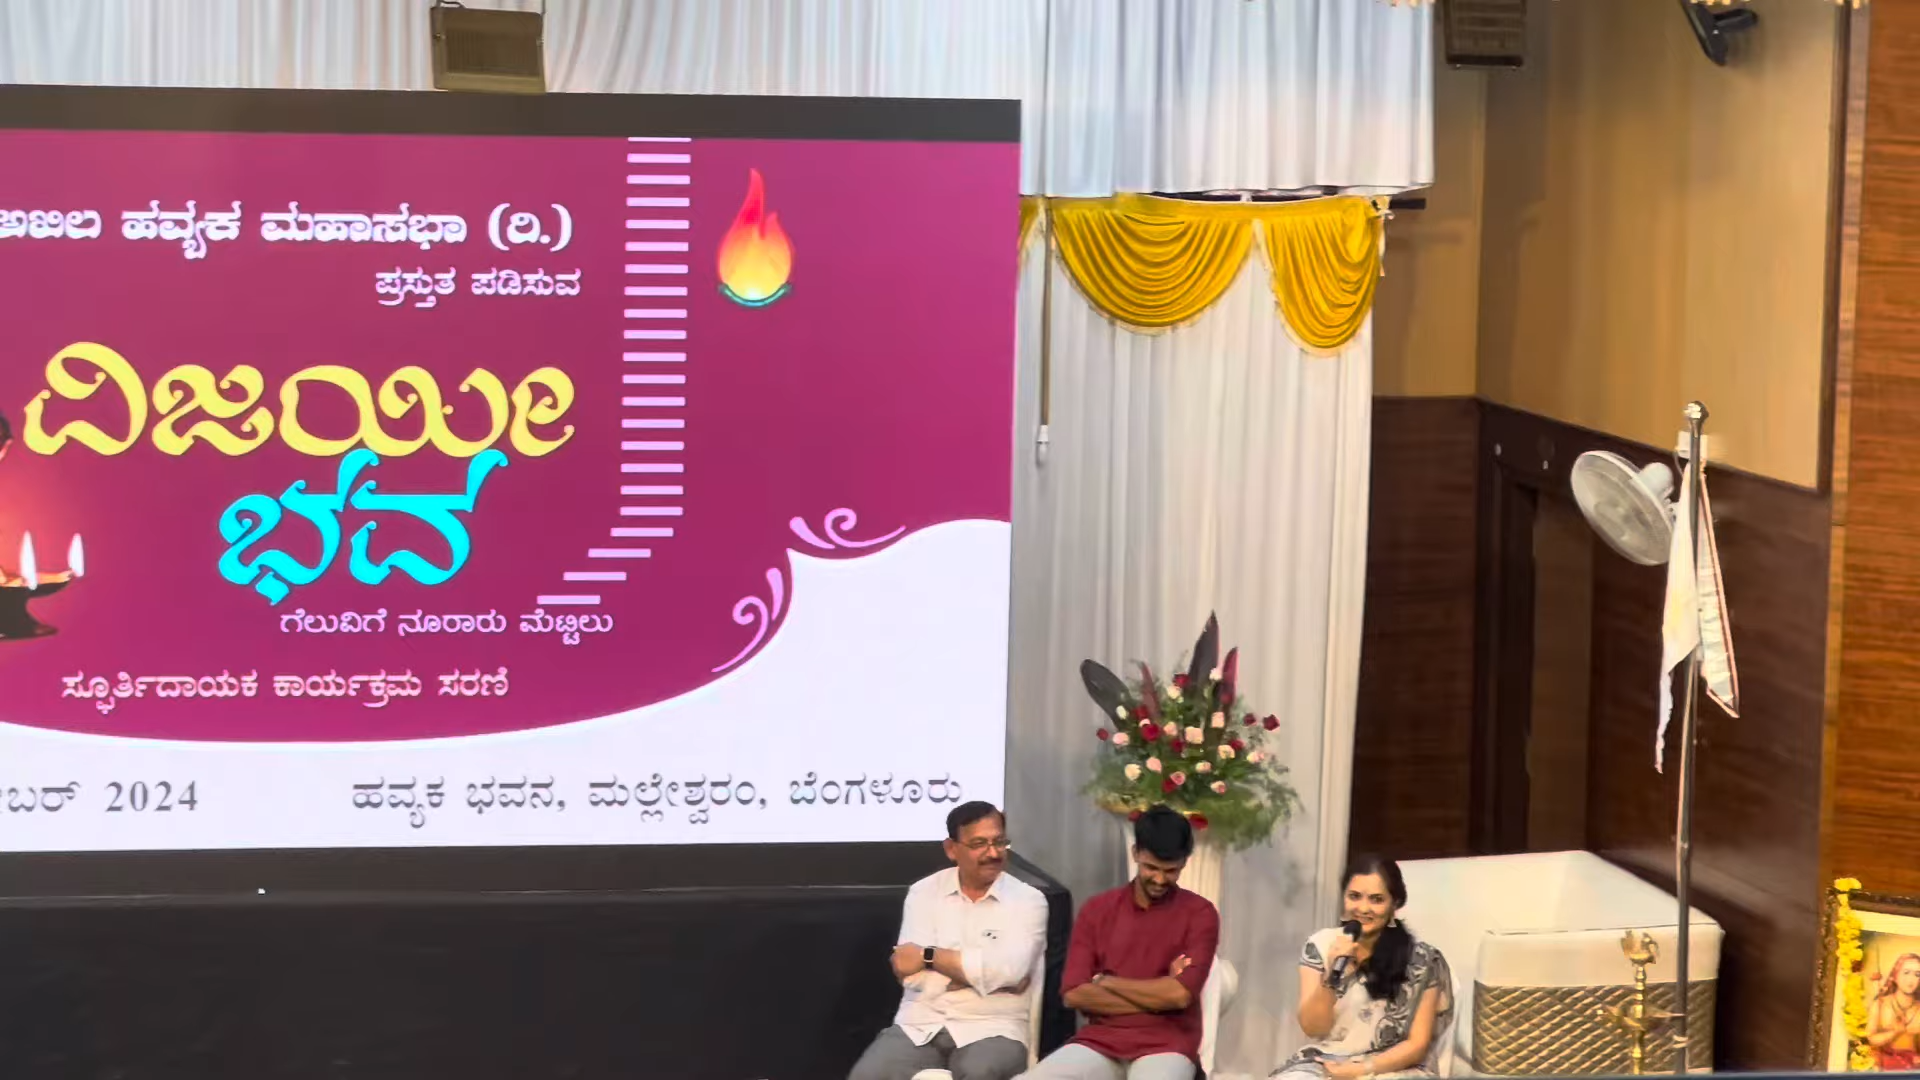 ಅಖಿಲ ಹವ್ಯಕ ಮಹಾಸಭಾ (ರಿ.)
ಪ್ರಸ್ತುತ ಪಡಿಸುವ
ವಿಜಯೀ
ಭವ
ಗೆಲುವಿಗೆ ನೂರಾರು ಮೆಟ್ಟಿಲು
ಸ್ಫೂರ್ತಿದಾಯಕ ಕಾರ್ಯಕ್ರಮ ಸರಣಿ
2024 ಹವ್ಯಕ ಭವನ, ಮಲ್ಲೇಶ್ವರಂ, ಬೆಂಗಳೂರು